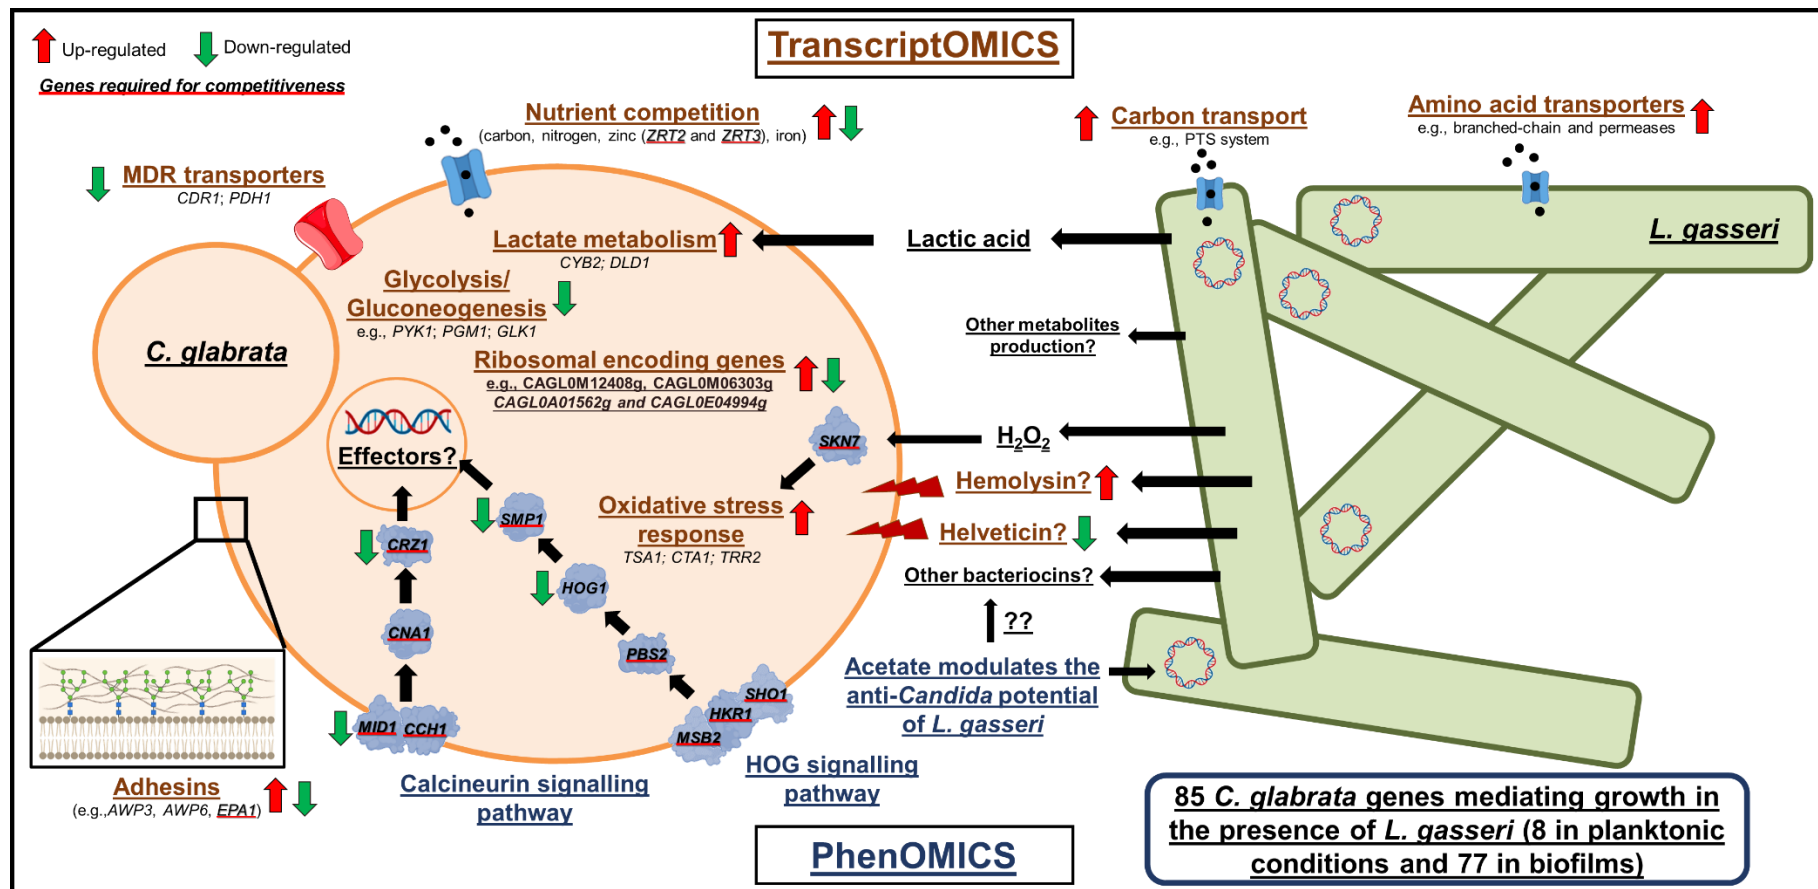 TranscriptOMICS
Up-regulated
Down-regulated
Genes required for competitiveness
Nutrient competition
(carbon, nitrogen, zinc (ZRT2 and ZRT3), iron)
Carbon transport
e.g., PTS system
Amino acid transporters
e.g., branched-chain and permeases
MDR transporters
CDR1; PDH1
Lactate metabolism
CYB2; DLD1
Lactic acid
L. gasseri
Glycolysis/
Gluconeogenesis
e.g., PYK1; PGM1; GLK1
C. glabrata
Other metabolites
production?
Ribosomal encoding genes
e.g., CAGL0M12408g, CAGL0M06303g
CAGL0A01562g and CAGL0E04994g
SKN7
H₂O₂
Effectors?
Hemolysin?
SMP1
Oxidative stress
response
TSA1; CTA1; TRR2
Helveticin?
CRZ1
HOG1
Other bacteriocins?
??
CNA1
PBS2
Acetate modulates the
anti-Candida potential
of L. gasseri
SHO1
HKR1
MSB2
MID1
CCH1
HOG signalling
pathway
Calcineurin signalling
pathway
Adhesins
(e.g.,AWP3, AWP6, EPA1)
85 C. glabrata genes mediating growth in
the presence of L. gasseri (8 in planktonic
conditions and 77 in biofilms)
PhenOMICS